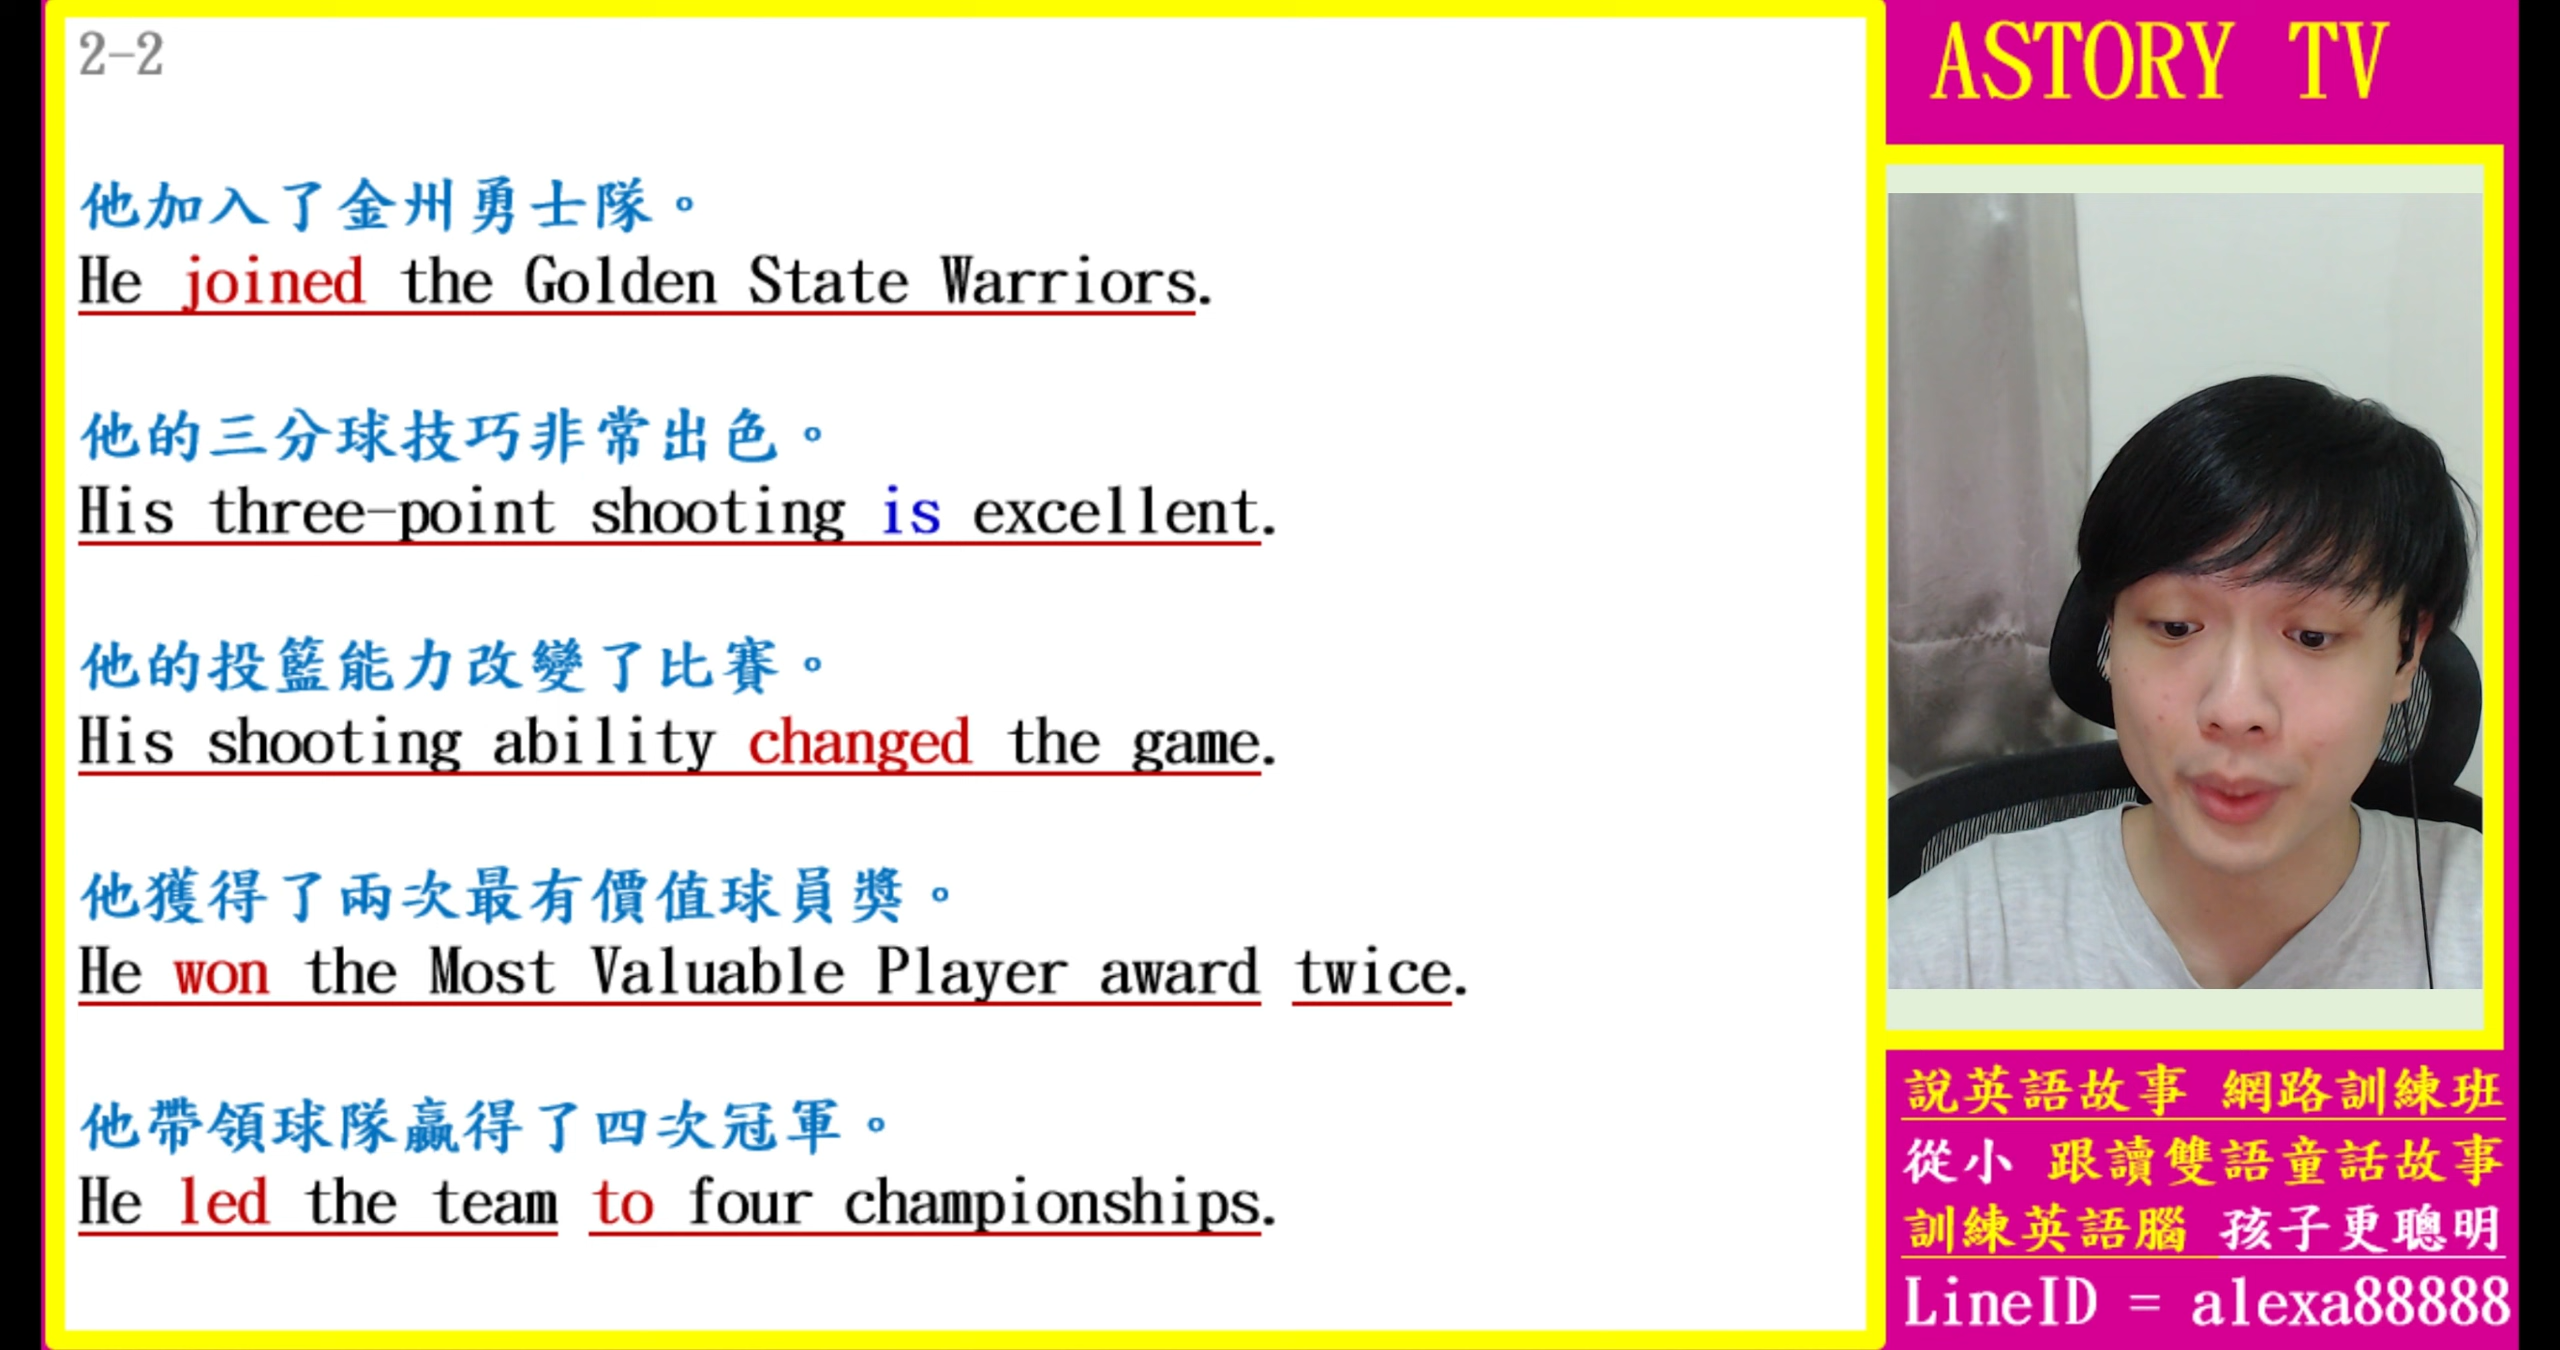 2-2
他加入了金州勇士隊。
He joined the Golden State Warriors.
他的三分球技巧非常出色。
His three-point shooting is excellent.
他的投籃能力改變了比賽。
His shooting ability changed the game.
他獲得了兩次最有價值球員獎。
He won the Most Valuable Player award twice.
他帶領球隊贏得了四次冠軍。
He led the team to four championships.
ASTORY TV
說英語故事 網路訓練班
從小 跟讀雙語童話故事
訓練英語腦 孩子更聰明
LineID = alexa88888